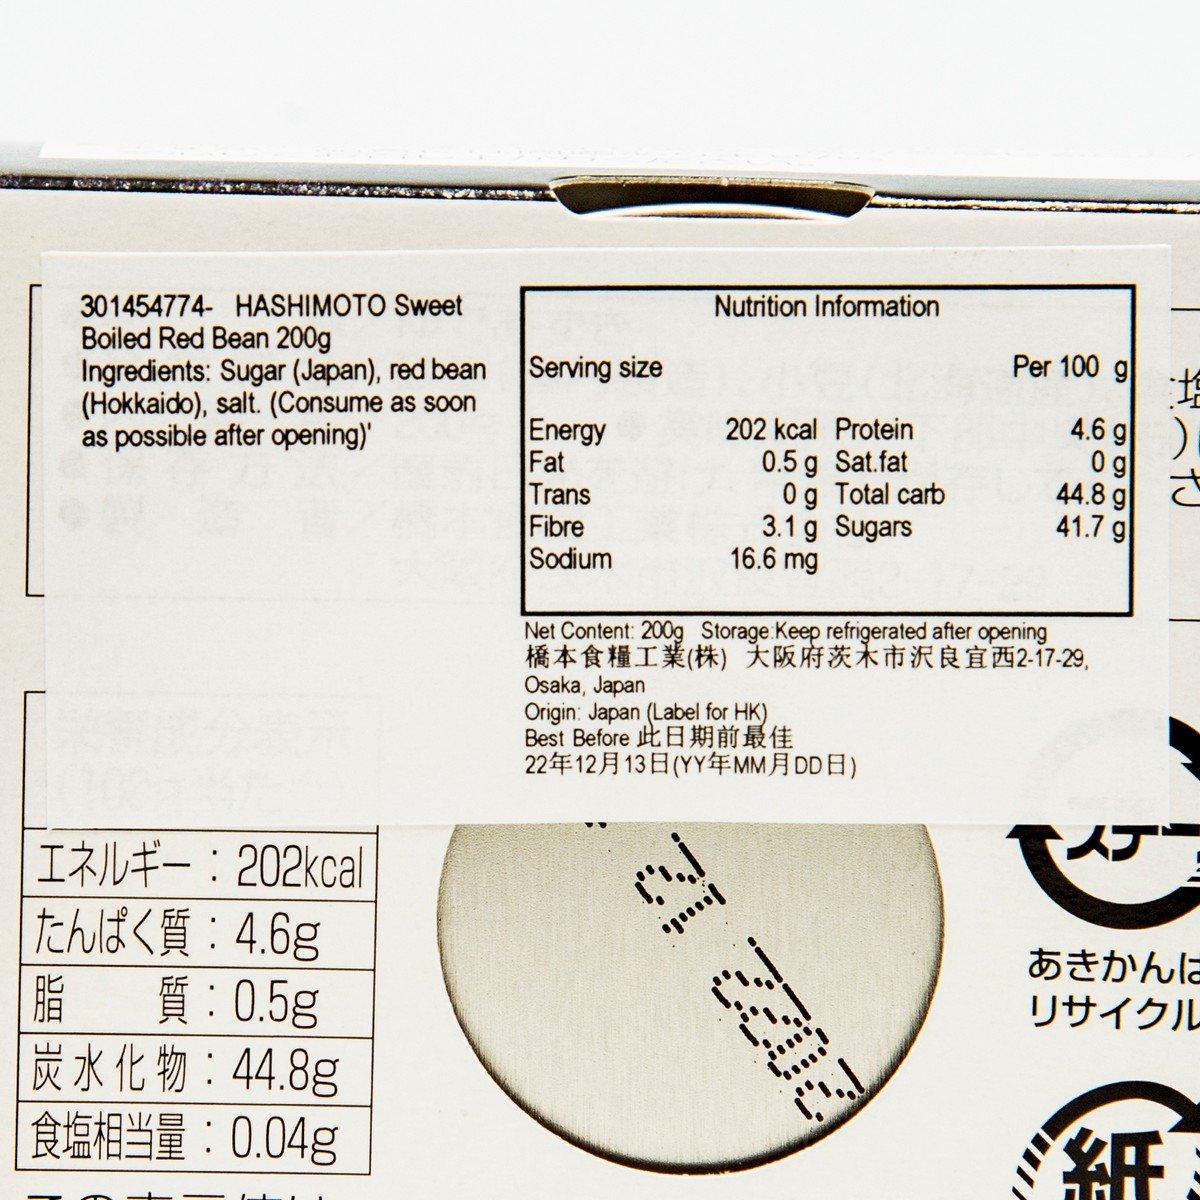 301454774- HASHIMOTO Sweet
Boiled Red Bean 200g
Ingredients: Sugar (Japan), red bean
(Hokkaido), salt. (Consume as soon
as possible after opening)'
Nutrition Information
Serving size Per 100 g
Energy 202 kcal Protein 4.6 g
Fat 0.5 g Sat.fat 0 g
Trans 0 g Total carb 44.8 g
Fibre 3.1 g Sugars 41.7 g
Sodium 16.6 mg
Net Content: 200g Storage:Keep refrigerated after opening
橋本食糧工業(株) 大阪府茨木市沢良宜西2-17-29,
Osaka, Japan
Origin: Japan (Label for HK)
Best Before 此日期前最佳
22年12月13日(YY年MM月DD日)
エネルギー：202kcal
たんぱく質：4.6g
脂質：0.5g
炭水化物：44.8g
食塩相当量：0.04g
あきかんは
リサイクル
紙